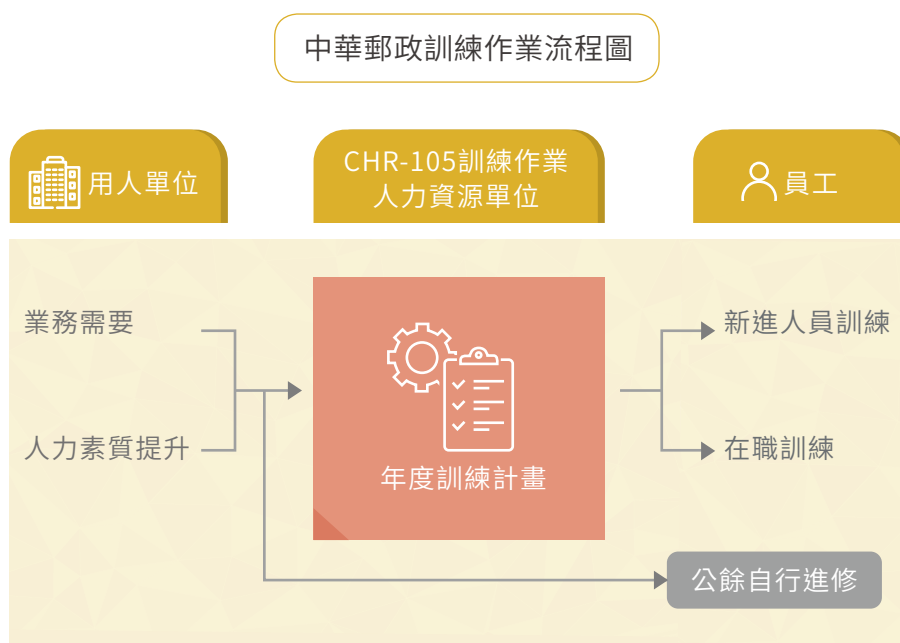 中華郵政訓練作業流程圖
用人單位
CHR-105訓練作業
人力資源單位
員工
業務需要
人力素質提升
年度訓練計畫
新進人員訓練
在職訓練
公餘自行進修